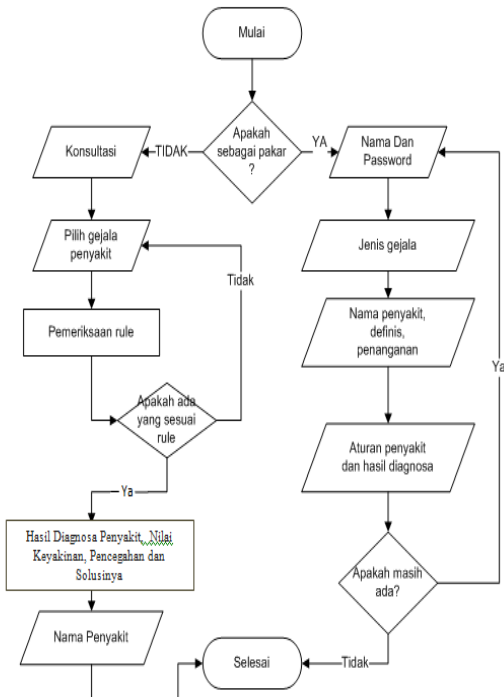 Mulai
Apakah
sebagai pakar
?
TIDAK
YA
Konsultasi
Nama Dan
Password
Pilih gejala
penyakit
Jenis gejala
Tidak
Pemeriksaan rule
Nama penyakit,
definis,
penanganan
Ya
Apakah ada
yang sesuai
rule
Aturan penyakit
dan hasil diagnosa
Ya
Hasil Diagnosa Penyakit, Nilai
Keyakinan, Pencegahan dan
Solusinya
Apakah masih
ada?
Nama Penyakit
Selesai
Tidak